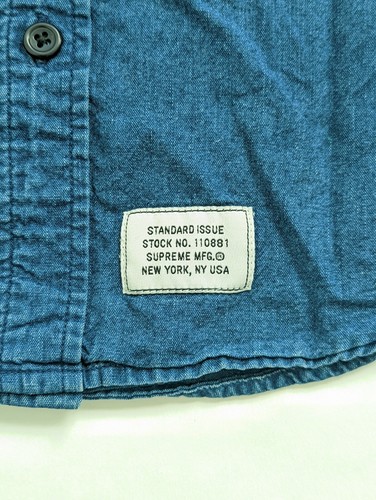 STANDARD ISSUE
STOCK NO. 110881
SUPREME MFG.®
NEW YORK, NY USA